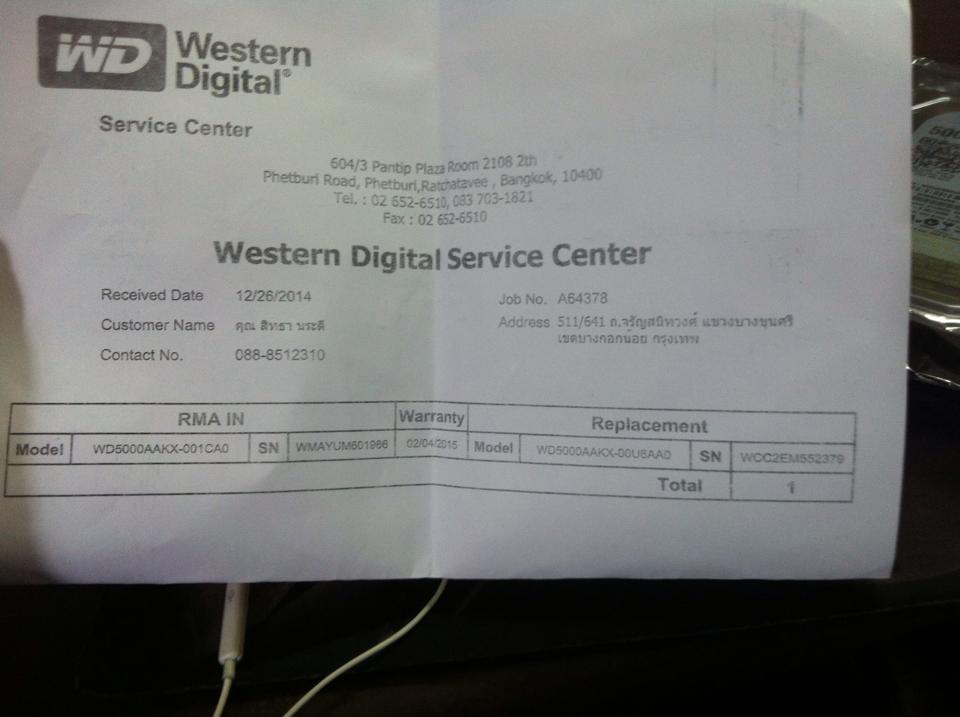 WD Western
Digital®
Service Center
604/3 Pantip Plaza Room 2108 2th
Phetburi Road, Phetburi,Ratchatavee , Bangkok, 10400
Tel. : 02 652-6510, 083 703-1821
Fax : 02 652-6510
Western Digital Service Center
Received Date 12/26/2014 Job No. A64378
Customer Name คุณ สิทธา นระดี Address 511/641 ถ.จรัญสนิทวงศ์ แขวงบางขุนศรี
เขตบางกอกน้อย กรุงเทพ
Contact No. 088-8512310
RMA IN Warranty Replacement
Model WD5000AAKX-001CA0 SN WMAYUM601986 02/04/2015 Model WD5000AAKX-00U6AA0 SN WCC2EM552379
Total 1
500